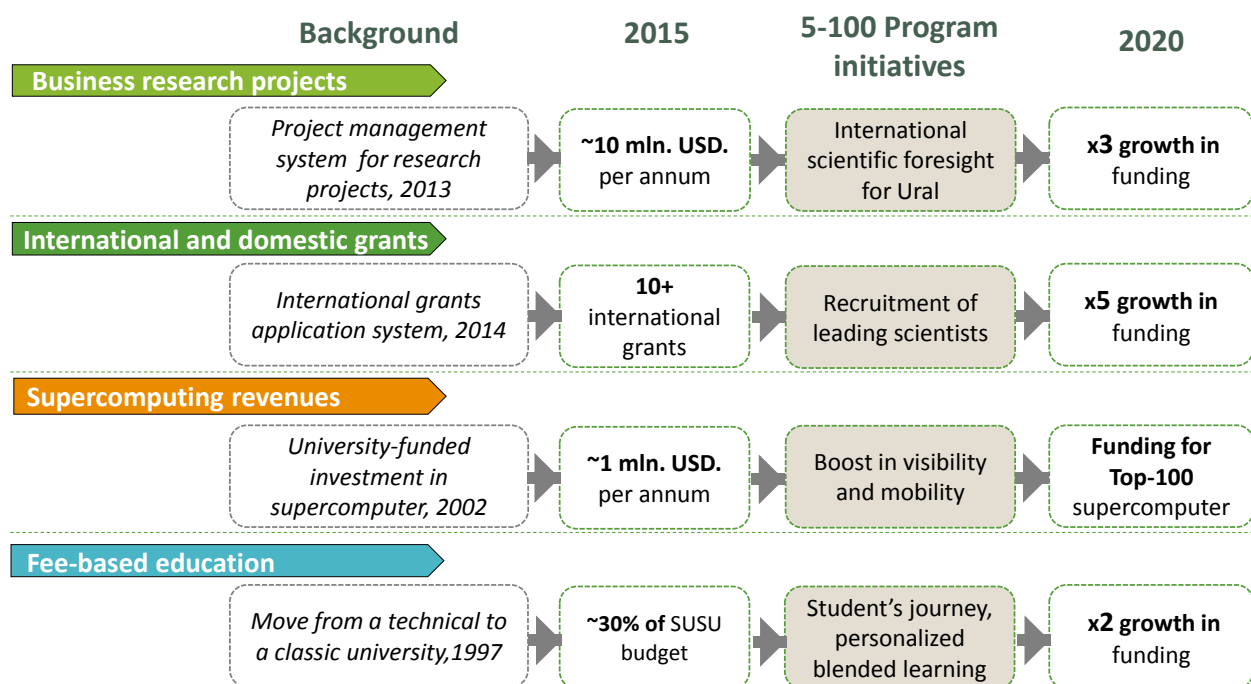 Background
2015
5-100 Program
initiatives
2020
Business research projects
Project management
system for research
projects, 2013
~10 mln. USD.
per annum
International
scientific foresight
for Ural
x3 growth in
funding
International and domestic grants
International grants
application system, 2014
10+
international
grants
Recruitment of
leading scientists
x5 growth in
funding
Supercomputing revenues
University-funded
investment in
supercomputer, 2002
~1 mln. USD.
per annum
Boost in visibility
and mobility
Funding for
Top-100
supercomputer
Fee-based education
Move from a technical to
a classic university,1997
~30% of SUSU
budget
Student's journey,
personalized
blended learning
x2 growth in
funding